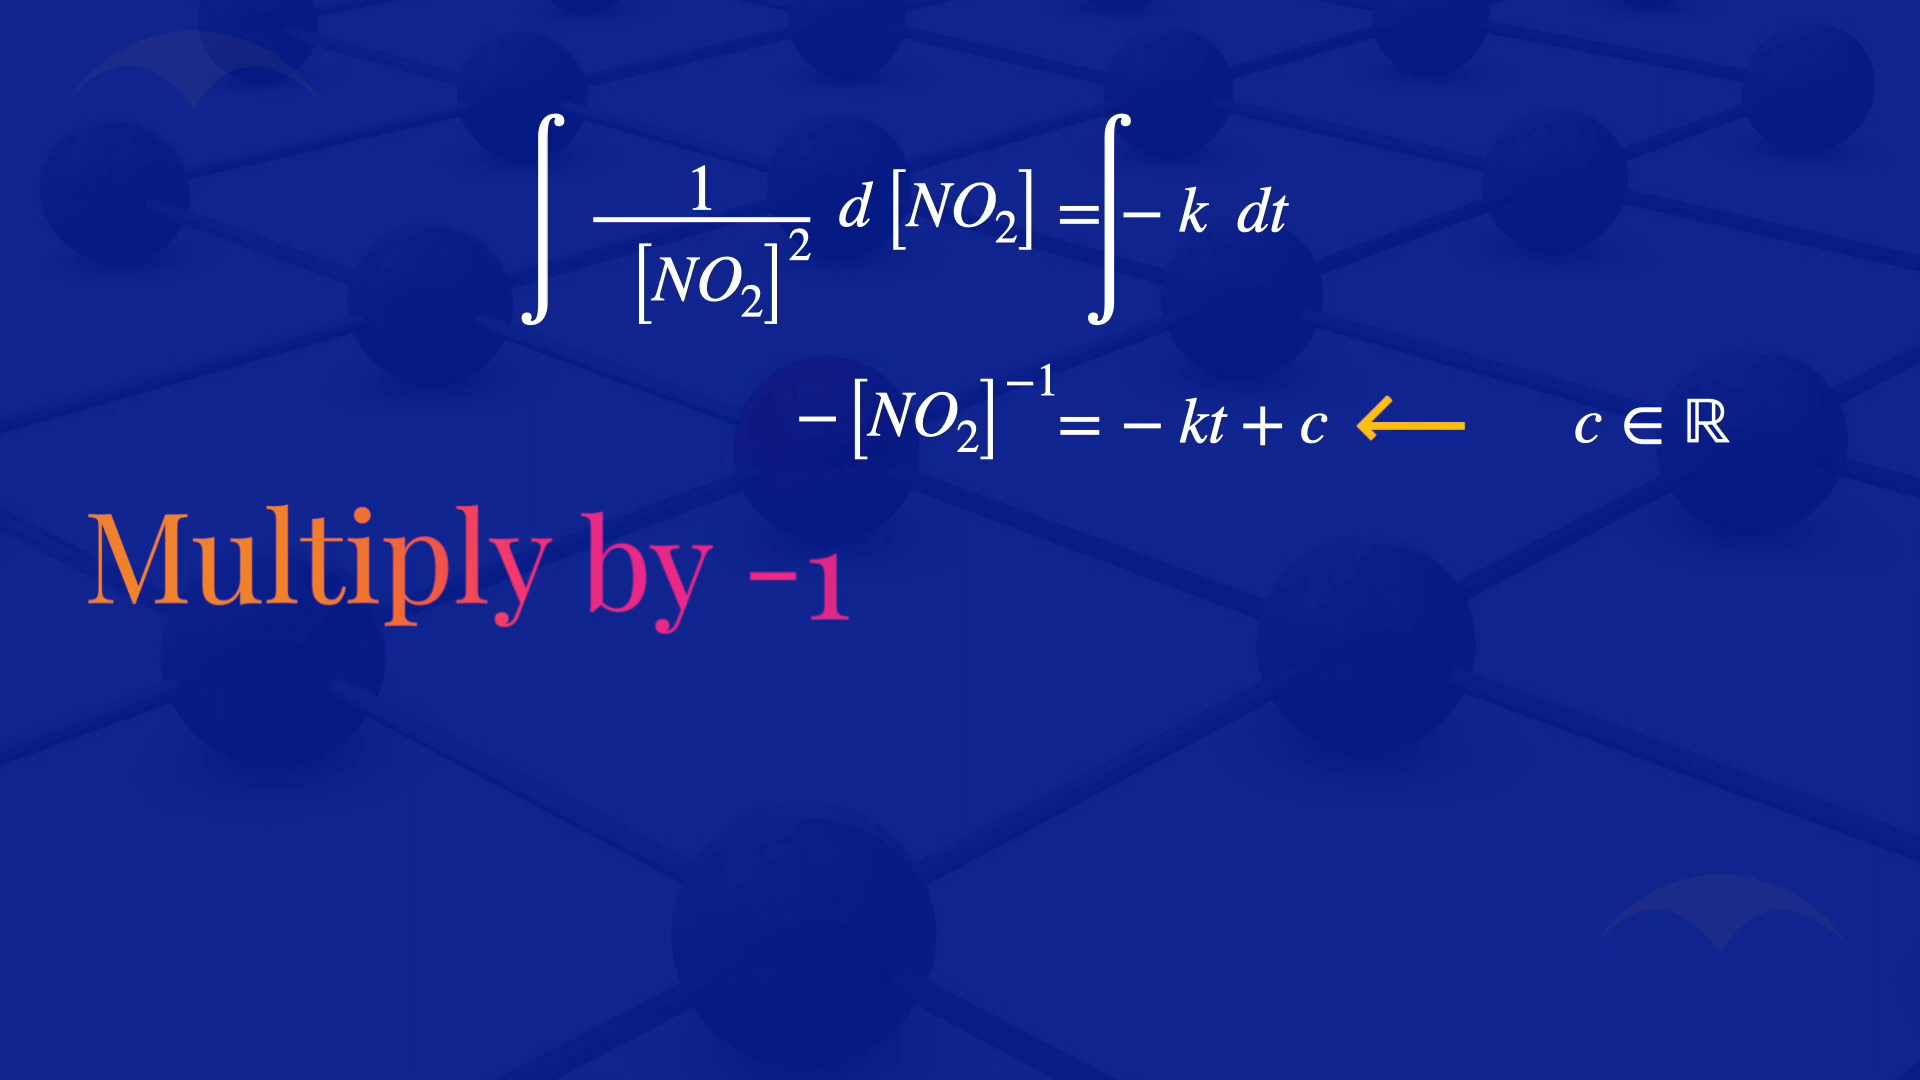 ∫ 1/[NO₂]² d [NO₂] = ∫ − k dt
− [NO₂]⁻¹ = − kt + c ← c ∈ ℝ
Multiply by -1